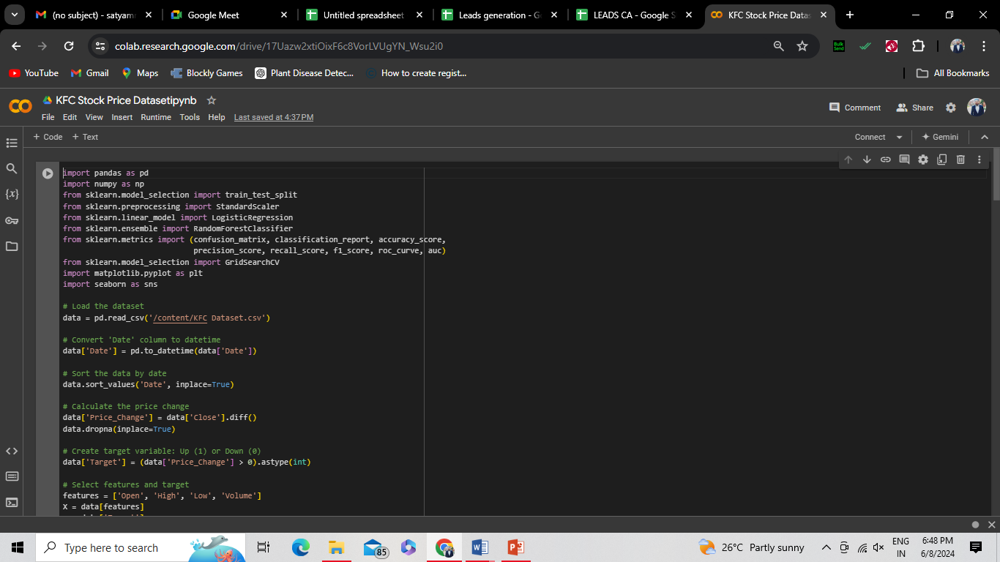 (no subject) - satyam
Google Meet
Untitled spreadsheet
Leads generation - G
LEADS CA - Google S
KFC Stock Price Datas
colab.research.google.com/drive/17Uazw2xtiOixF6c8VorLVUgYN_Wsu2i0
Bulk Send
YouTube
Gmail
Maps
Blockly Games
Plant Disease Detec...
How to create regist...
All Bookmarks
KFC Stock Price Datasetipynb
Comment
Share
File Edit View Insert Runtime Tools Help Last saved at 4:37 PM
+ Code + Text
Connect
Gemini
import pandas as pd
import numpy as np
from sklearn.model_selection import train_test_split
from sklearn.preprocessing import StandardScaler
from sklearn.linear_model import LogisticRegression
from sklearn.ensemble import RandomForestClassifier
from sklearn.metrics import (confusion_matrix, classification_report, accuracy_score,
precision_score, recall_score, f1_score, roc_curve, auc)
from sklearn.model_selection import GridSearchCV
import matplotlib.pyplot as plt
import seaborn as sns
# Load the dataset
data = pd.read_csv('/content/KFC Dataset.csv')
# Convert 'Date' column to datetime
data['Date'] = pd.to_datetime(data['Date'])
# Sort the data by date
data.sort_values('Date', inplace=True)
# Calculate the price change
data['Price_Change'] = data['Close'].diff()
data.dropna(inplace=True)
# Create target variable: Up (1) or Down (0)
data['Target'] = (data['Price_Change'] > 0).astype(int)
# Select features and target
features = ['Open', 'High', 'Low', 'Volume']
X = data[features]
Type here to search
85
26°C Partly sunny
ENG
IN
6:48 PM
6/8/2024